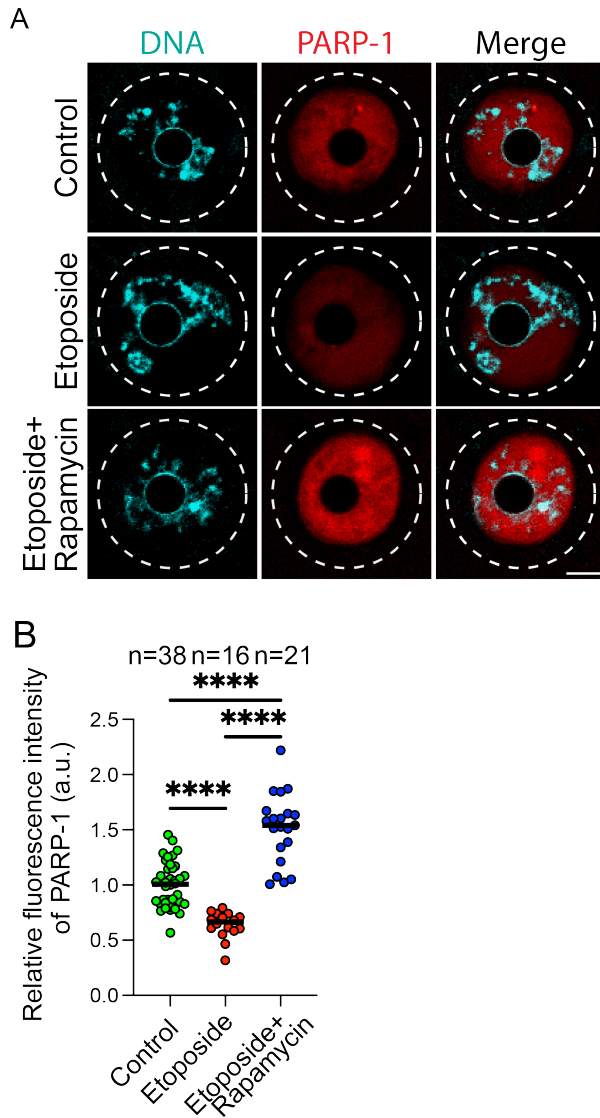 A
DNA PARP-1 Merge
Control
Etoposide
Etoposide+
Rapamycin
B
n=38 n=16 n=21
****
****
****
Relative fluorescence intensity
of PARP-1 (a.u.)
2.5
2.0
1.5
1.0
0.5
0.0
Control
Etoposide
Etoposide+
Rapamycin